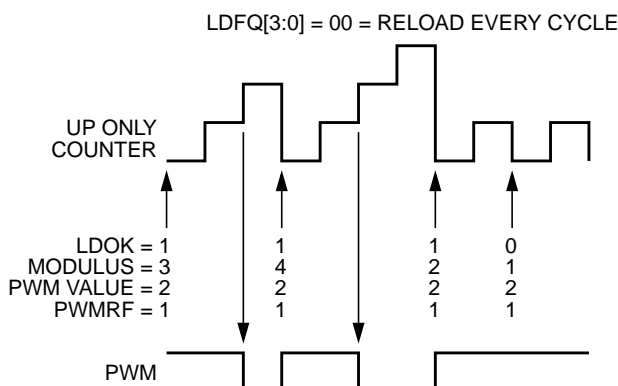 LDFQ[3:0] = 00 = RELOAD EVERY CYCLE
UP ONLY
COUNTER
LDOK = 1 1 1 0
MODULUS = 3 4 2 1
PWM VALUE = 2 2 2 2
PWMRF = 1 1 1 1
PWM